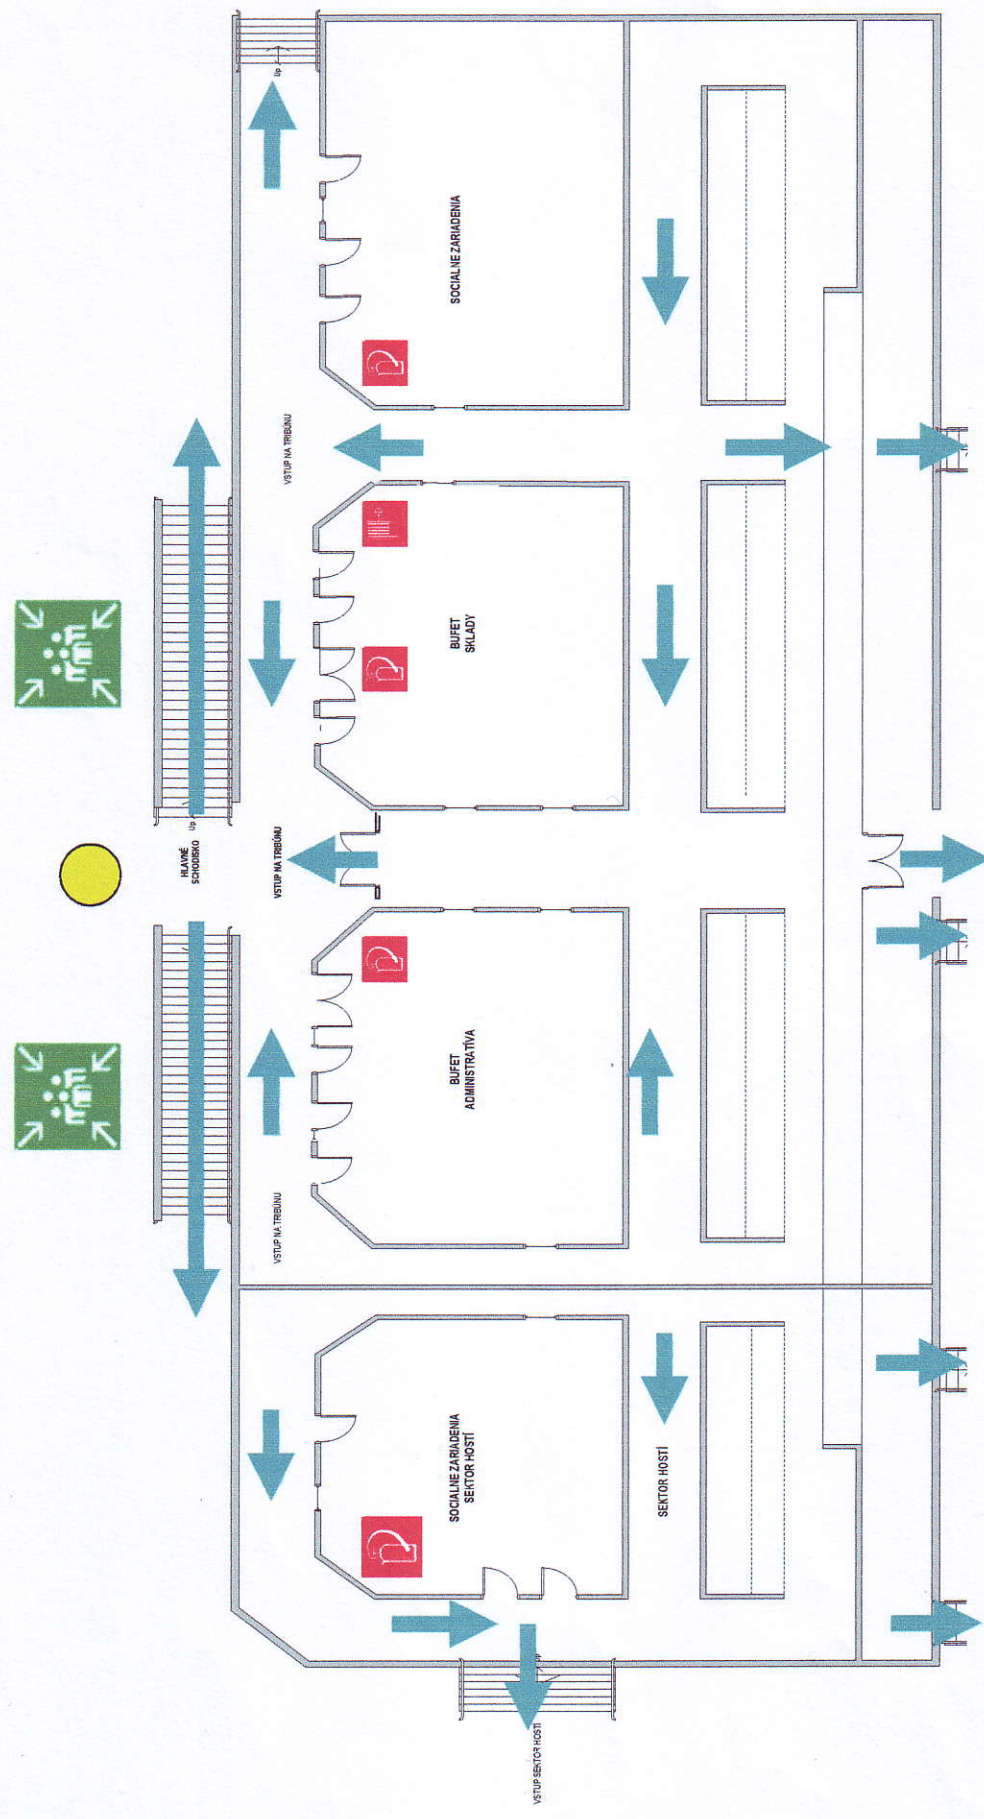 Up
SOCIALNE ZARIADENIA
VSTUP NA TRIBÚNU
BUFET
SKLADY
Up
HLAVNÉ
SCHODISKO
VSTUP NA TRIBÚNU
BUFET
ADMINISTRATÍVA
VSTUP NA TRIBÚNU
SOCIALNE ZARIADENIA
SEKTOR HOSTÍ
SEKTOR HOSTÍ
Up
VSTUP SEKTOR HOSTÍ